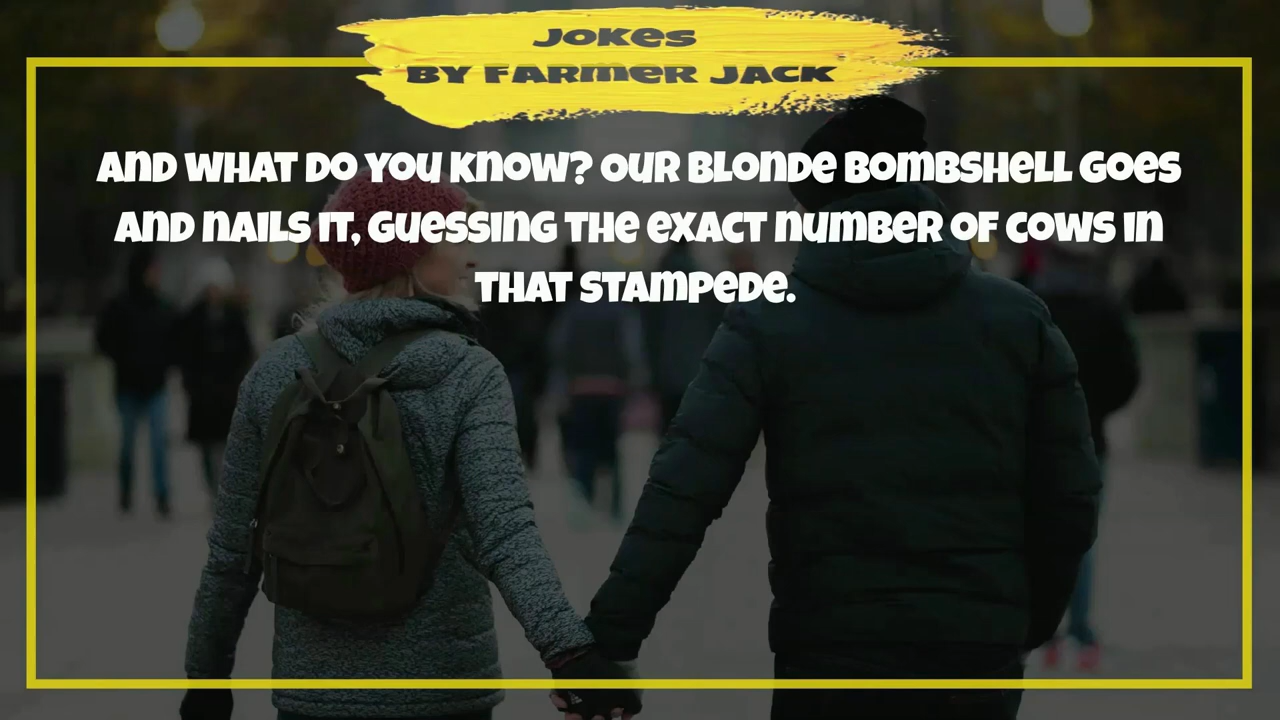 JOKES
BY FARMER JACK
AND WHAT DO YOU KNOW? OUR BLONDE BOMBSHELL GOES
AND NAILS IT, GUESSING THE EXACT NUMBER OF COWS IN
THAT STAMPEDE.